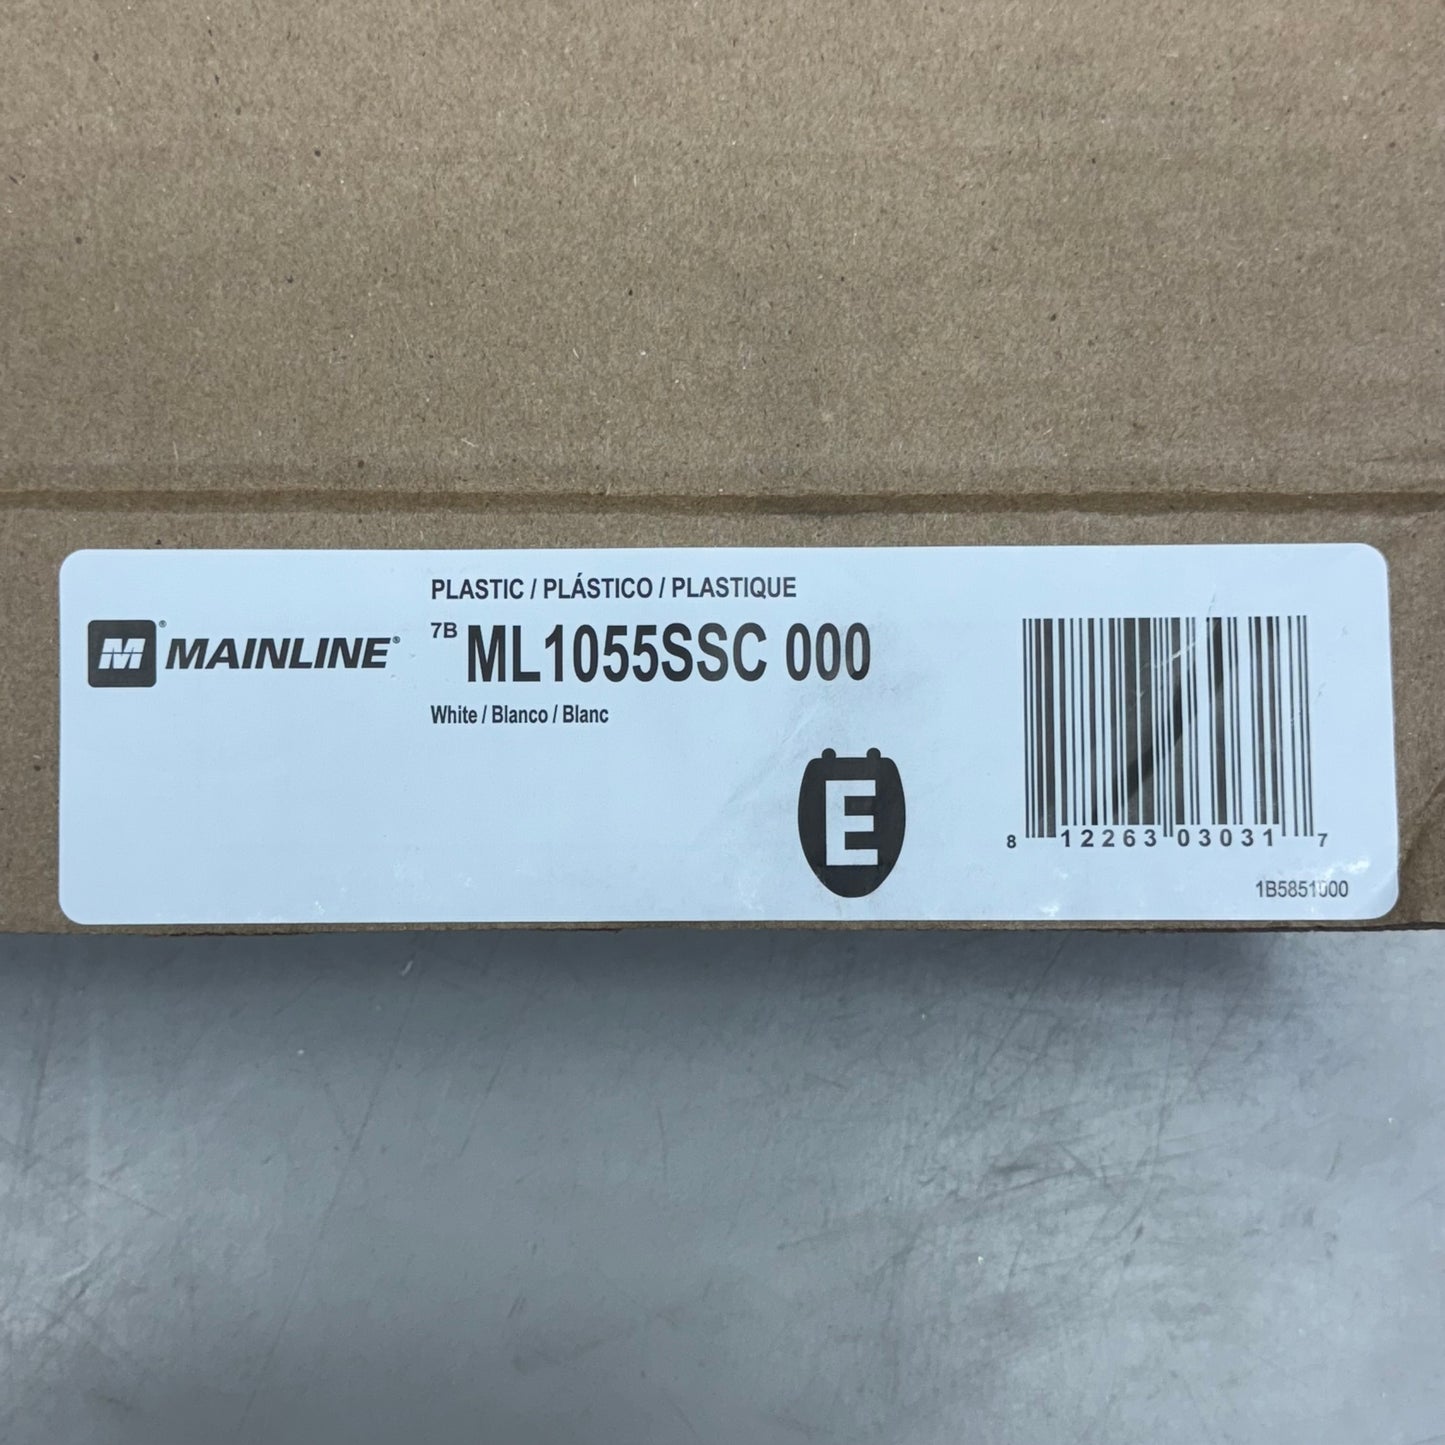 PLASTIC / PLÁSTICO / PLASTIQUE
M® MAINLINE®
7B ML1055SSC 000
White / Blanco / Blanc
E
8 12263 03031 7
1B5851000